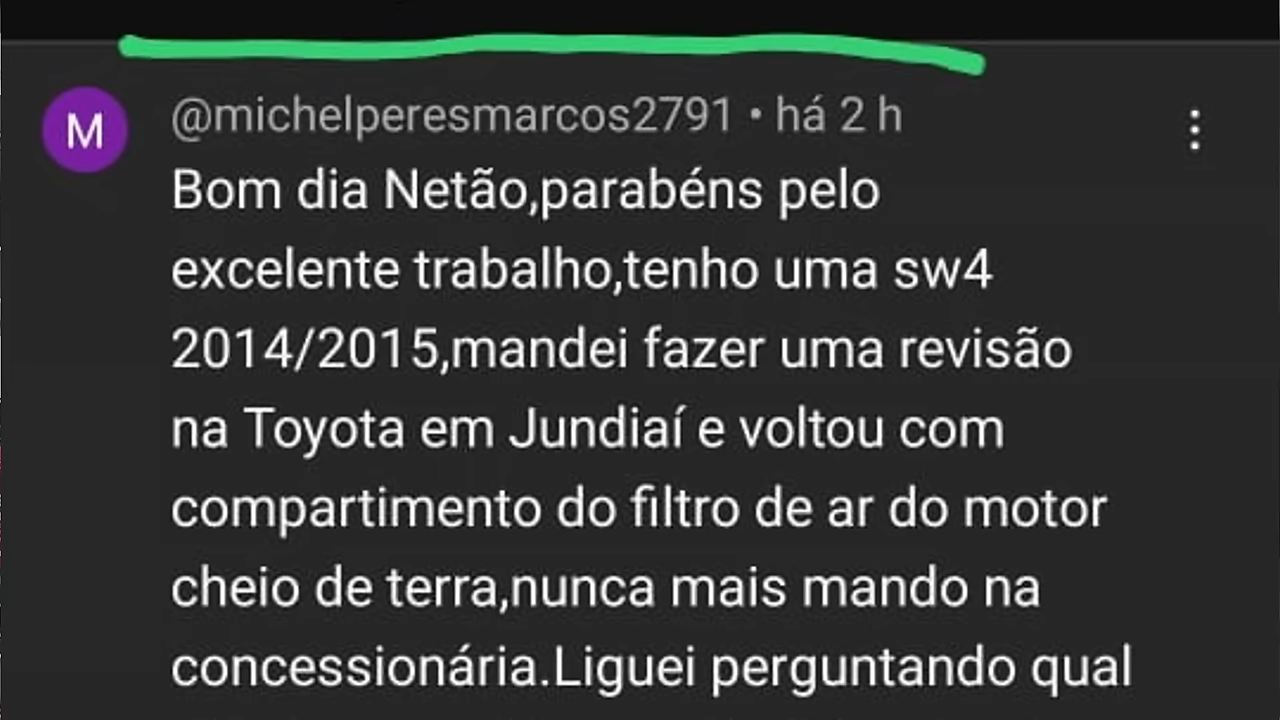 M
@michelperesmarcos2791 • há 2 h
Bom dia Netão,parabéns pelo
excelente trabalho,tenho uma sw4
2014/2015,mandei fazer uma revisão
na Toyota em Jundiaí e voltou com
compartimento do filtro de ar do motor
cheio de terra,nunca mais mando na
concessionária.Liguei perguntando qual